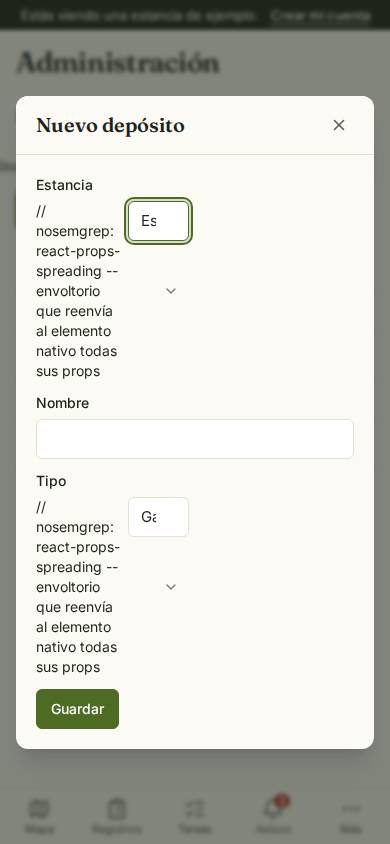 Estás viendo una estancia de ejemplo. Crear mi cuenta
Administración
Nuevo depósito
Estancia
//
nosemgrep:
react-props-
spreading --
envoltorio
que reenvía
al elemento
nativo todas
sus props
Es
Nombre
Tipo
//
nosemgrep:
react-props-
spreading --
envoltorio
que reenvía
al elemento
nativo todas
sus props
Ga
Guardar
Mapa Registros Tareas Avisos Más